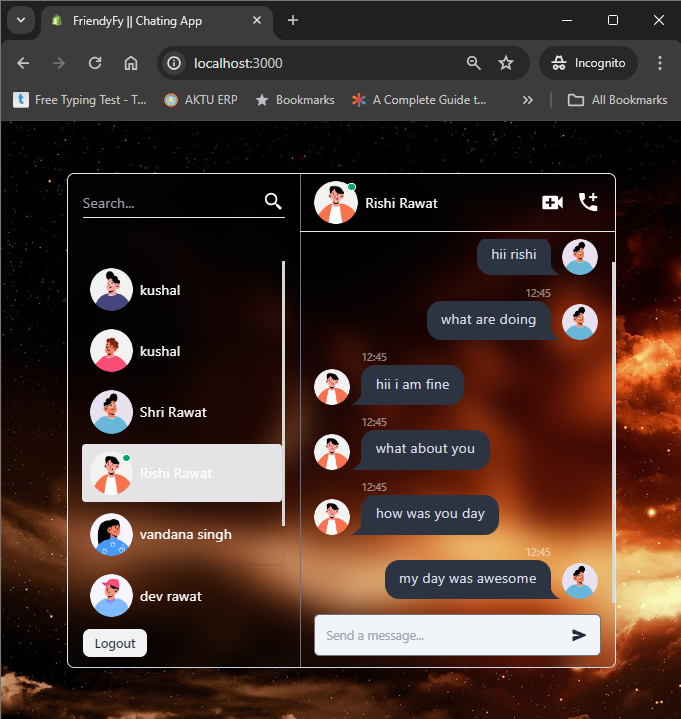 FriendyFy || Chating App
localhost:3000
Incognito
Free Typing Test - T...
AKTU ERP
Bookmarks
A Complete Guide t...
All Bookmarks
Search...
kushal
kushal
Shri Rawat
Rishi Rawat
vandana singh
dev rawat
Logout
Rishi Rawat
hii rishi
12:45
what are doing
12:45
hii i am fine
12:45
what about you
12:45
how was you day
12:45
my day was awesome
Send a message...